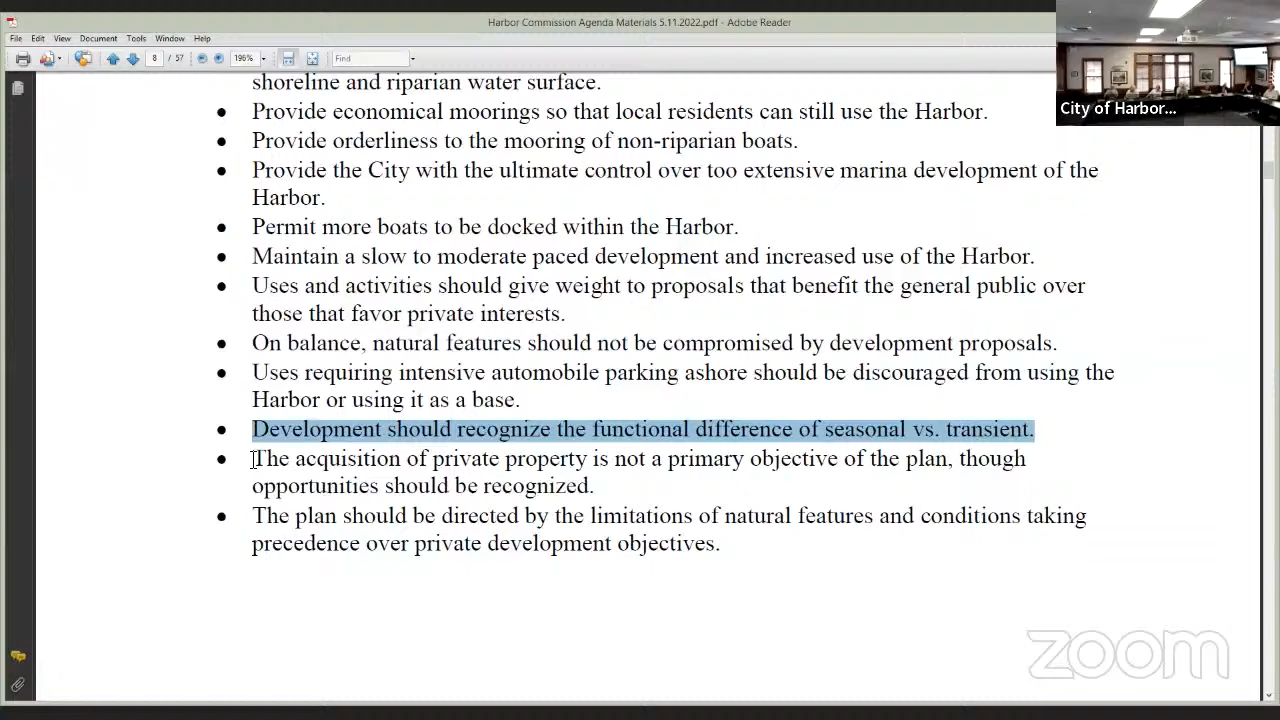 Harbor Commission Agenda Materials 5.11.2022.pdf - Adobe Reader
File Edit View Document Tools Window Help
8 / 57 196% Find
shoreline and riparian water surface.
• Provide economical moorings so that local residents can still use the Harbor.
• Provide orderliness to the mooring of non-riparian boats.
• Provide the City with the ultimate control over too extensive marina development of the
Harbor.
• Permit more boats to be docked within the Harbor.
• Maintain a slow to moderate paced development and increased use of the Harbor.
• Uses and activities should give weight to proposals that benefit the general public over
those that favor private interests.
• On balance, natural features should not be compromised by development proposals.
• Uses requiring intensive automobile parking ashore should be discouraged from using the
Harbor or using it as a base.
• Development should recognize the functional difference of seasonal vs. transient.
• The acquisition of private property is not a primary objective of the plan, though
opportunities should be recognized.
• The plan should be directed by the limitations of natural features and conditions taking
precedence over private development objectives.
City of Harbor...
zoom